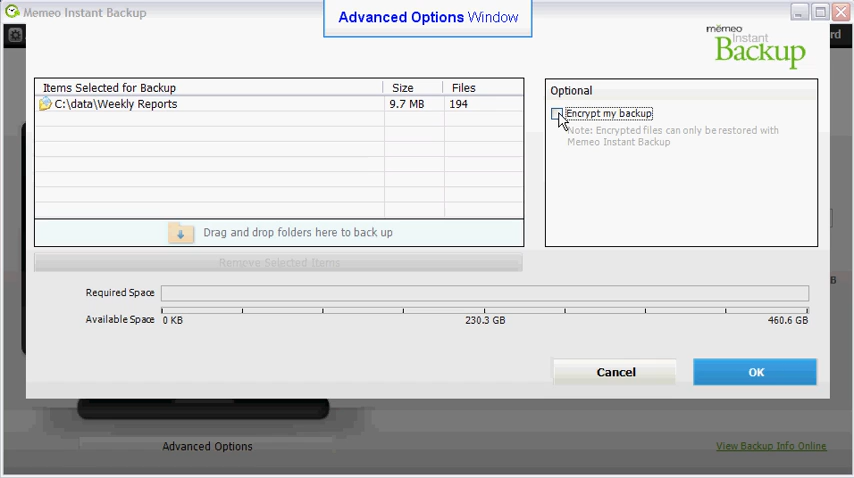 Memeo Instant Backup
Advanced Options Window
rd
mēmeo
Instant
Backup
Items Selected for Backup Size Files
C:\data\Weekly Reports 9.7 MB 194
Drag and drop folders here to back up
Remove Selected Items
Optional
Encrypt my backup
Note: Encrypted files can only be restored with
Memeo Instant Backup
Required Space
Available Space 0 KB 230.3 GB 460.6 GB
B
Cancel OK
Advanced Options
View Backup Info Online